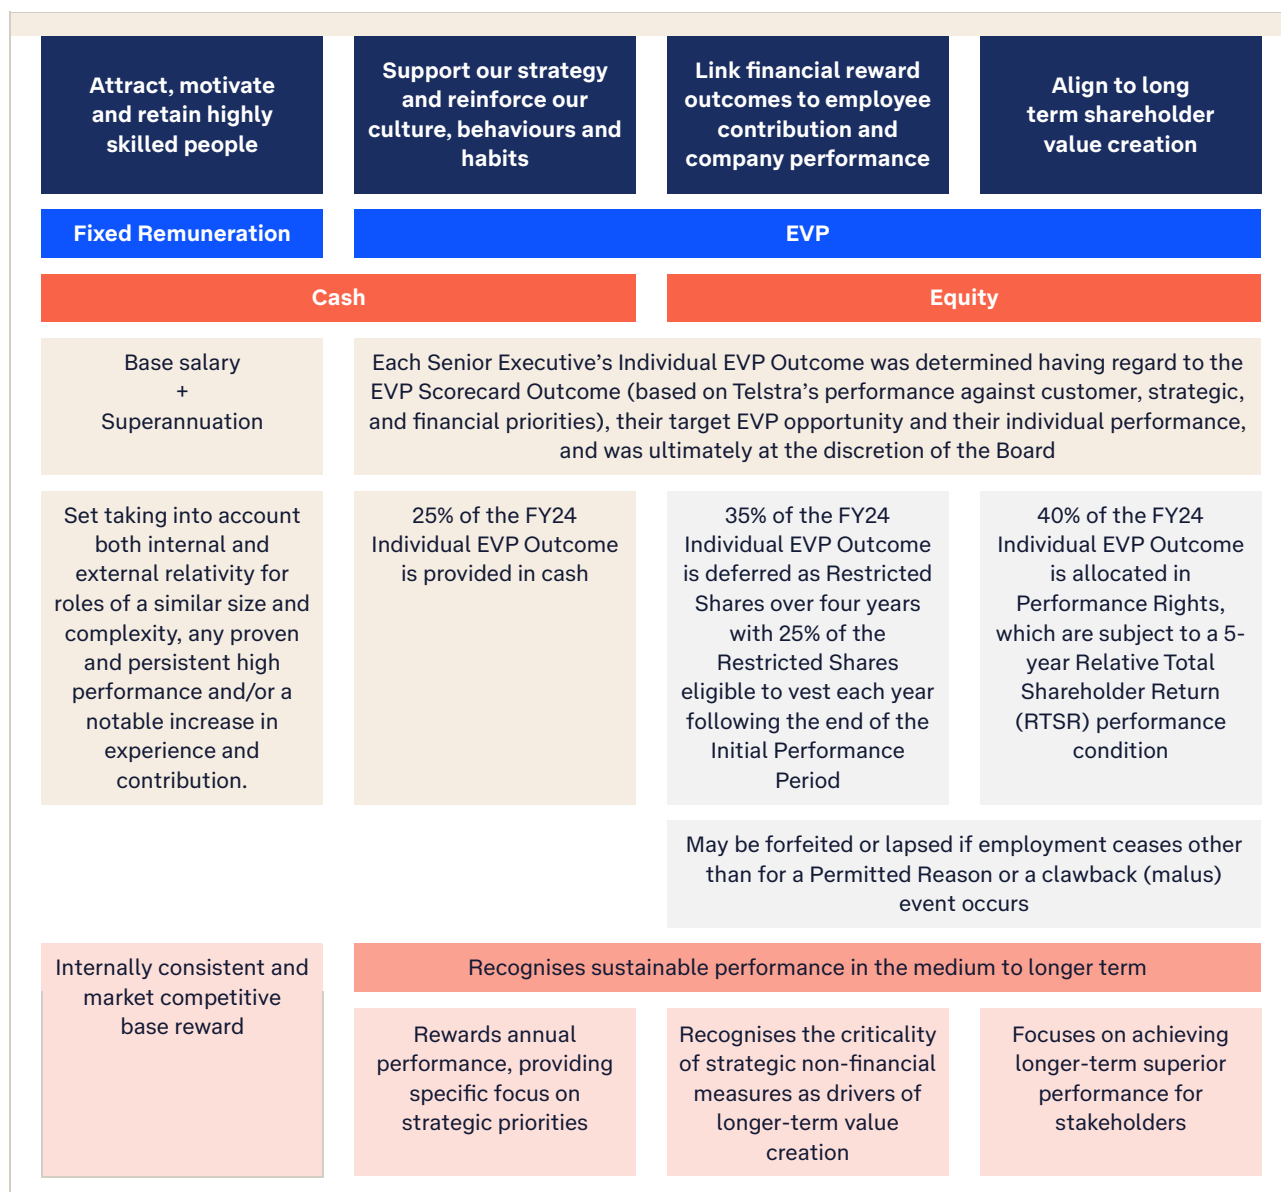 Attract, motivate
and retain highly
skilled people
Support our strategy
and reinforce our
culture, behaviours and
habits
Link financial reward
outcomes to employee
contribution and
company performance
Align to long
term shareholder
value creation
Fixed Remuneration
EVP
Cash
Equity
Base salary
+
Superannuation
Each Senior Executive's Individual EVP Outcome was determined having regard to the
EVP Scorecard Outcome (based on Telstra's performance against customer, strategic,
and financial priorities), their target EVP opportunity and their individual performance,
and was ultimately at the discretion of the Board
Set taking into account
both internal and
external relativity for
roles of a similar size and
complexity, any proven
and persistent high
performance and/or a
notable increase in
experience and
contribution.
25% of the FY24
Individual EVP Outcome
is provided in cash
35% of the FY24
Individual EVP Outcome
is deferred as Restricted
Shares over four years
with 25% of the
Restricted Shares
eligible to vest each year
following the end of the
Initial Performance
Period
40% of the FY24
Individual EVP Outcome
is allocated in
Performance Rights,
which are subject to a 5-
year Relative Total
Shareholder Return
(RTSR) performance
condition
May be forfeited or lapsed if employment ceases other
than for a Permitted Reason or a clawback (malus)
event occurs
Internally consistent and
market competitive
base reward
Recognises sustainable performance in the medium to longer term
Rewards annual
performance, providing
specific focus on
strategic priorities
Recognises the criticality
of strategic non-financial
measures as drivers of
longer-term value
creation
Focuses on achieving
longer-term superior
performance for
stakeholders